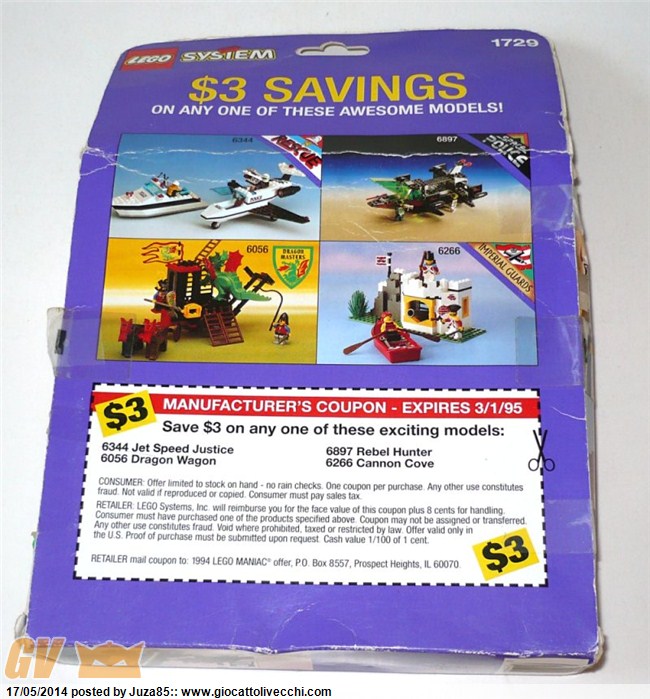 LEGO SYSTEM
1729
$3 SAVINGS
ON ANY ONE OF THESE AWESOME MODELS!
6344
RESCUE
6897
SPACE POLICE
6056
DRAGON MASTERS
6266
IMPERIAL GUARDS
$3
MANUFACTURER'S COUPON - EXPIRES 3/1/95
Save $3 on any one of these exciting models:
6344 Jet Speed Justice
6897 Rebel Hunter
6056 Dragon Wagon
6266 Cannon Cove
CONSUMER: Offer limited to stock on hand - no rain checks. One coupon per purchase. Any other use constitutes
fraud. Not valid if reproduced or copied. Consumer must pay sales tax.
RETAILER: LEGO Systems, Inc. will reimburse you for the face value of this coupon plus 8 cents for handling.
Consumer must have purchased one of the products specified above. Coupon may not be assigned or transferred.
Any other use constitutes fraud. Void where prohibited, taxed or restricted by law. Offer valid only in
the U.S. Proof of purchase must be submitted upon request. Cash value 1/100 of 1 cent.
$3
RETAILER mail coupon to: 1994 LEGO MANIAC® offer, P.O. Box 8557, Prospect Heights, IL 60070.
GV
17/05/2014 posted by Juza85:: www.giocattolivecchi.com